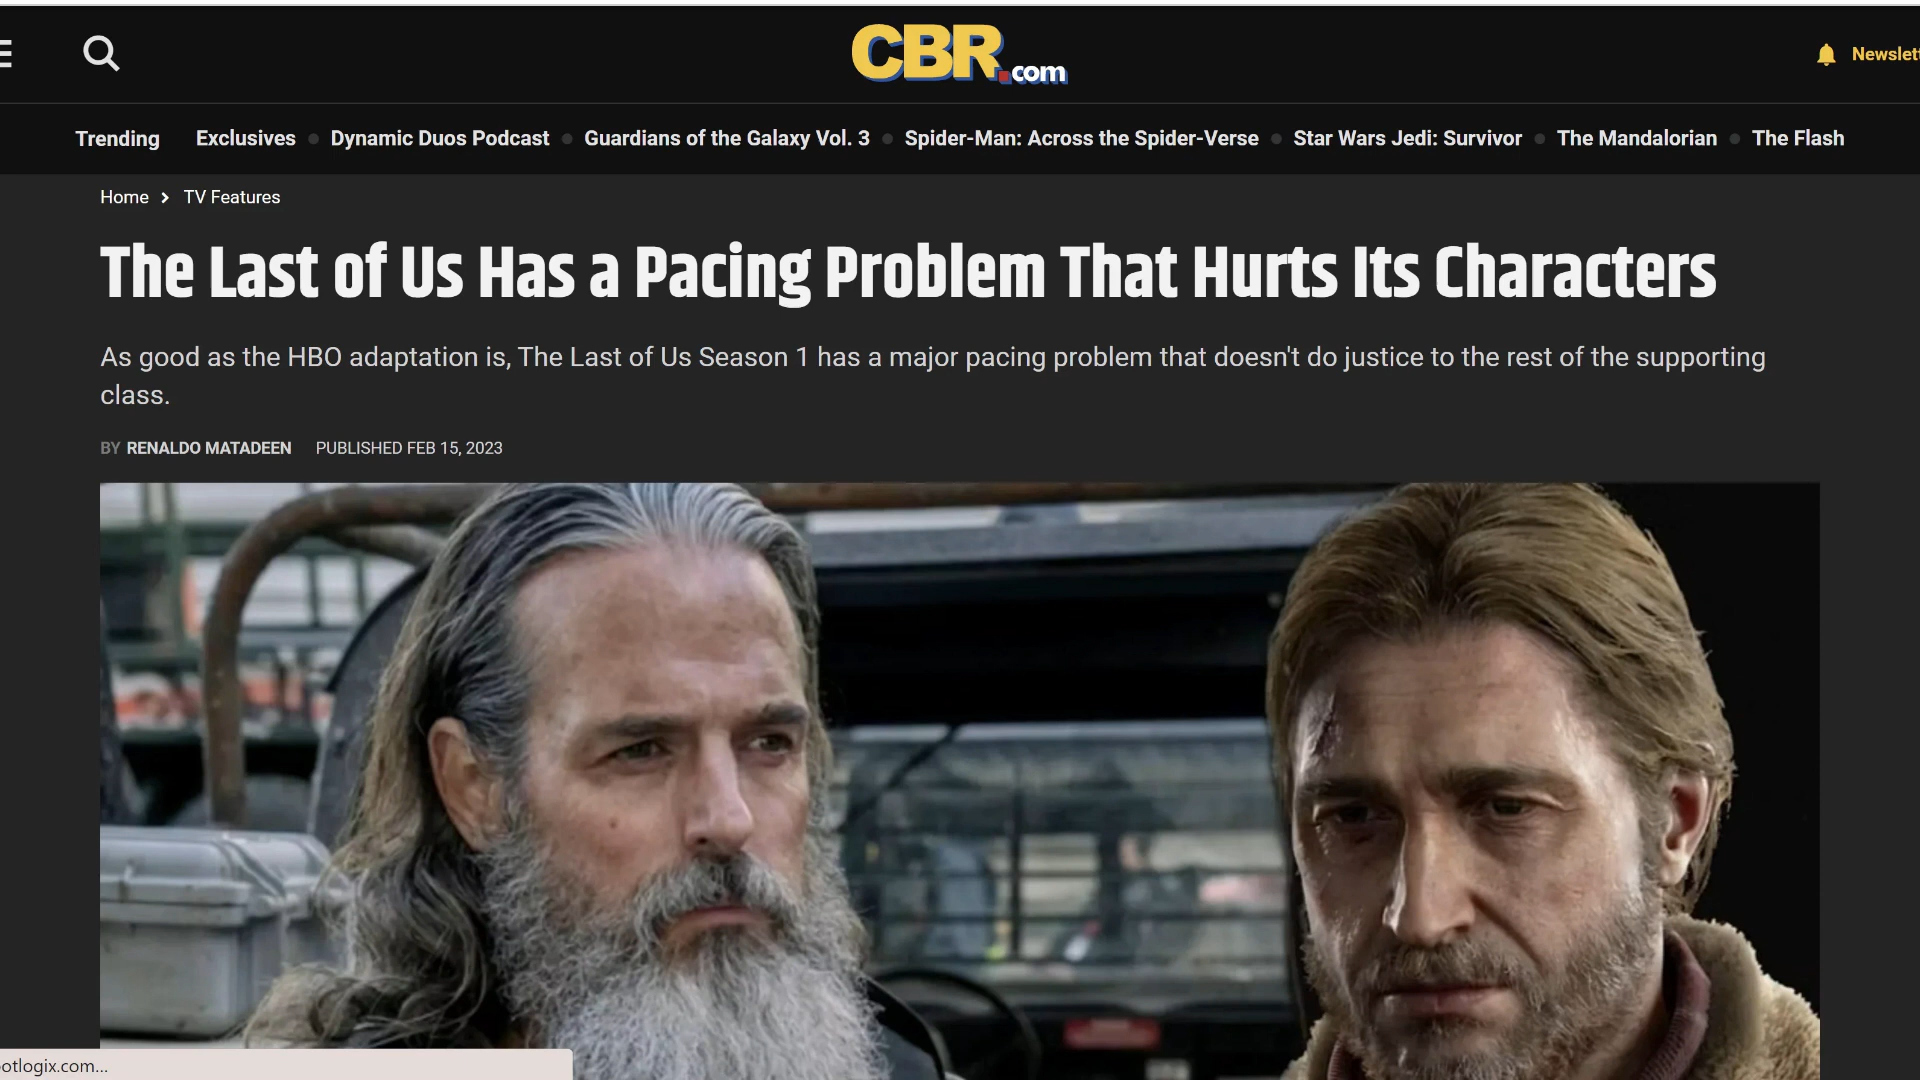 CBR.com
Newslet
Trending Exclusives Dynamic Duos Podcast Guardians of the Galaxy Vol. 3 Spider-Man: Across the Spider-Verse Star Wars Jedi: Survivor The Mandalorian The Flash
Home > TV Features
The Last of Us Has a Pacing Problem That Hurts Its Characters
As good as the HBO adaptation is, The Last of Us Season 1 has a major pacing problem that doesn't do justice to the rest of the supporting
class.
BY RENALDO MATADEEN PUBLISHED FEB 15, 2023
otlogix.com...